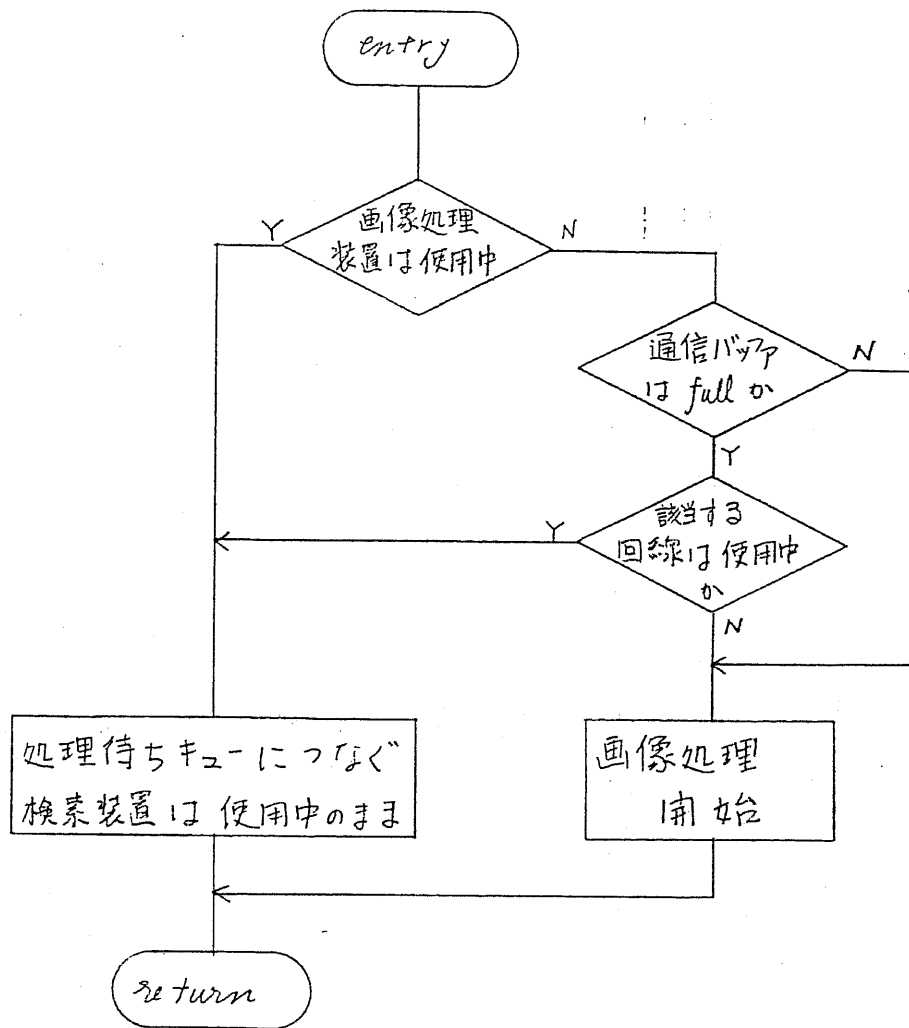 entry
画像処理
装置は使用中
Y
N
通信バッファ
は full か
N
Y
該当する
回線は使用中
か
Y
N
処理待ちキューにつなぐ
検索装置は使用中のまま
画像処理
開始
return